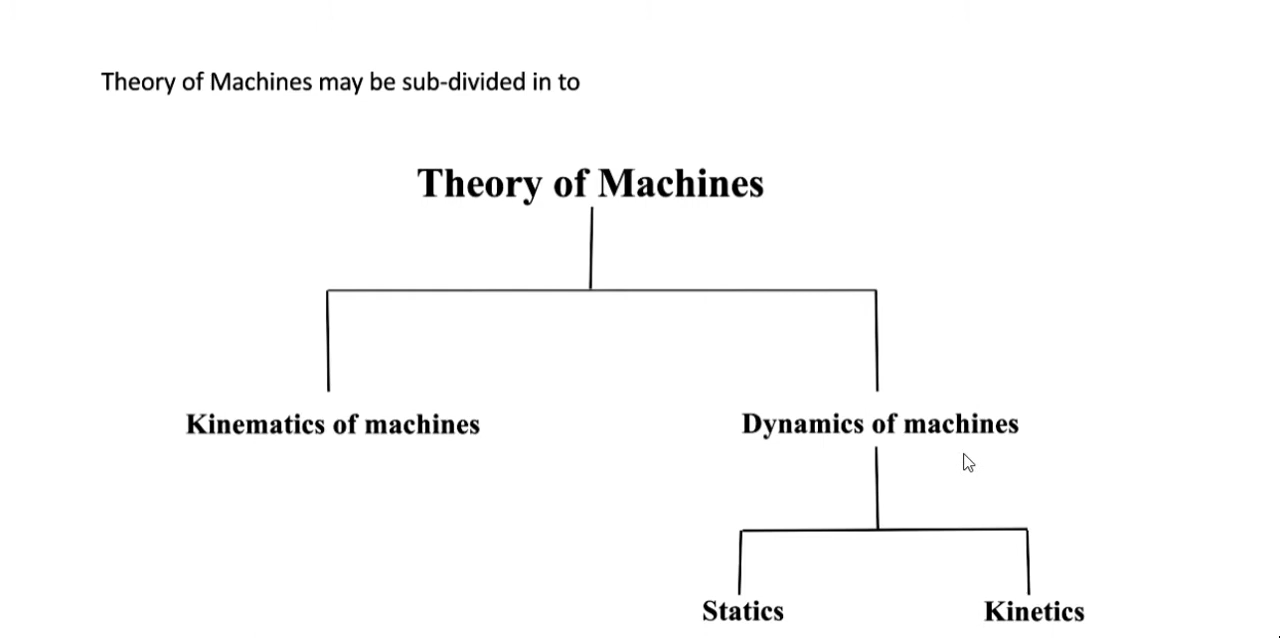 Theory of Machines may be sub-divided in to
Theory of Machines
Kinematics of machines
Dynamics of machines
Statics
Kinetics